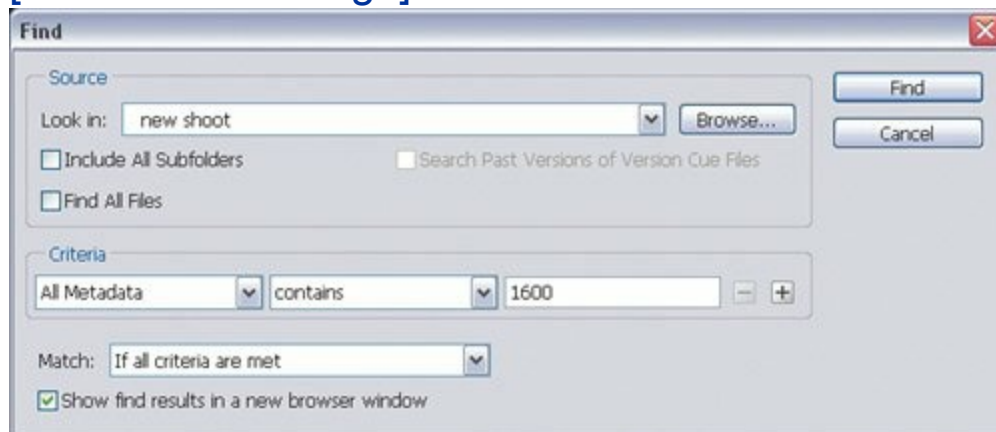 Find
Source
Look in: new shoot Browse...
Include All Subfolders Search Past Versions of Version Cue Files
Find All Files
Find
Cancel
Criteria
All Metadata contains 1600
Match: If all criteria are met
Show find results in a new browser window